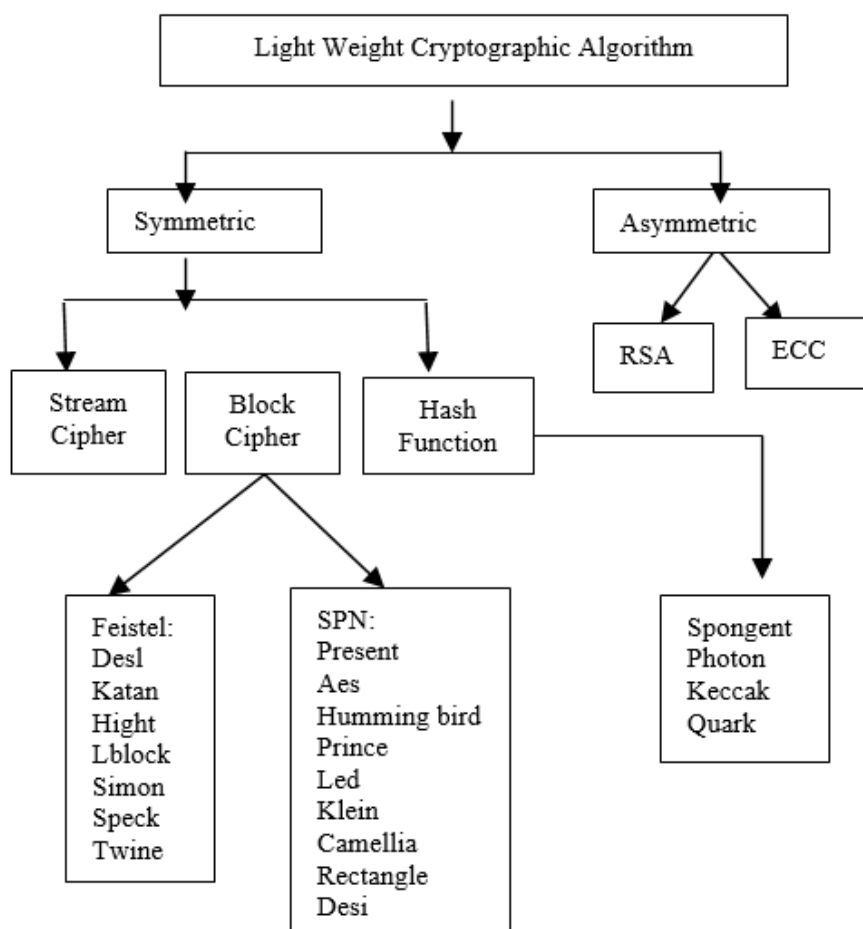 Light Weight Cryptographic Algorithm
Symmetric
Asymmetric
RSA
ECC
Stream
Cipher
Block
Cipher
Hash
Function
Feistel:
Desl
Katan
Hight
Lblock
Simon
Speck
Twine
SPN:
Present
Aes
Humming bird
Prince
Led
Klein
Camellia
Rectangle
Desi
Spongent
Photon
Keccak
Quark